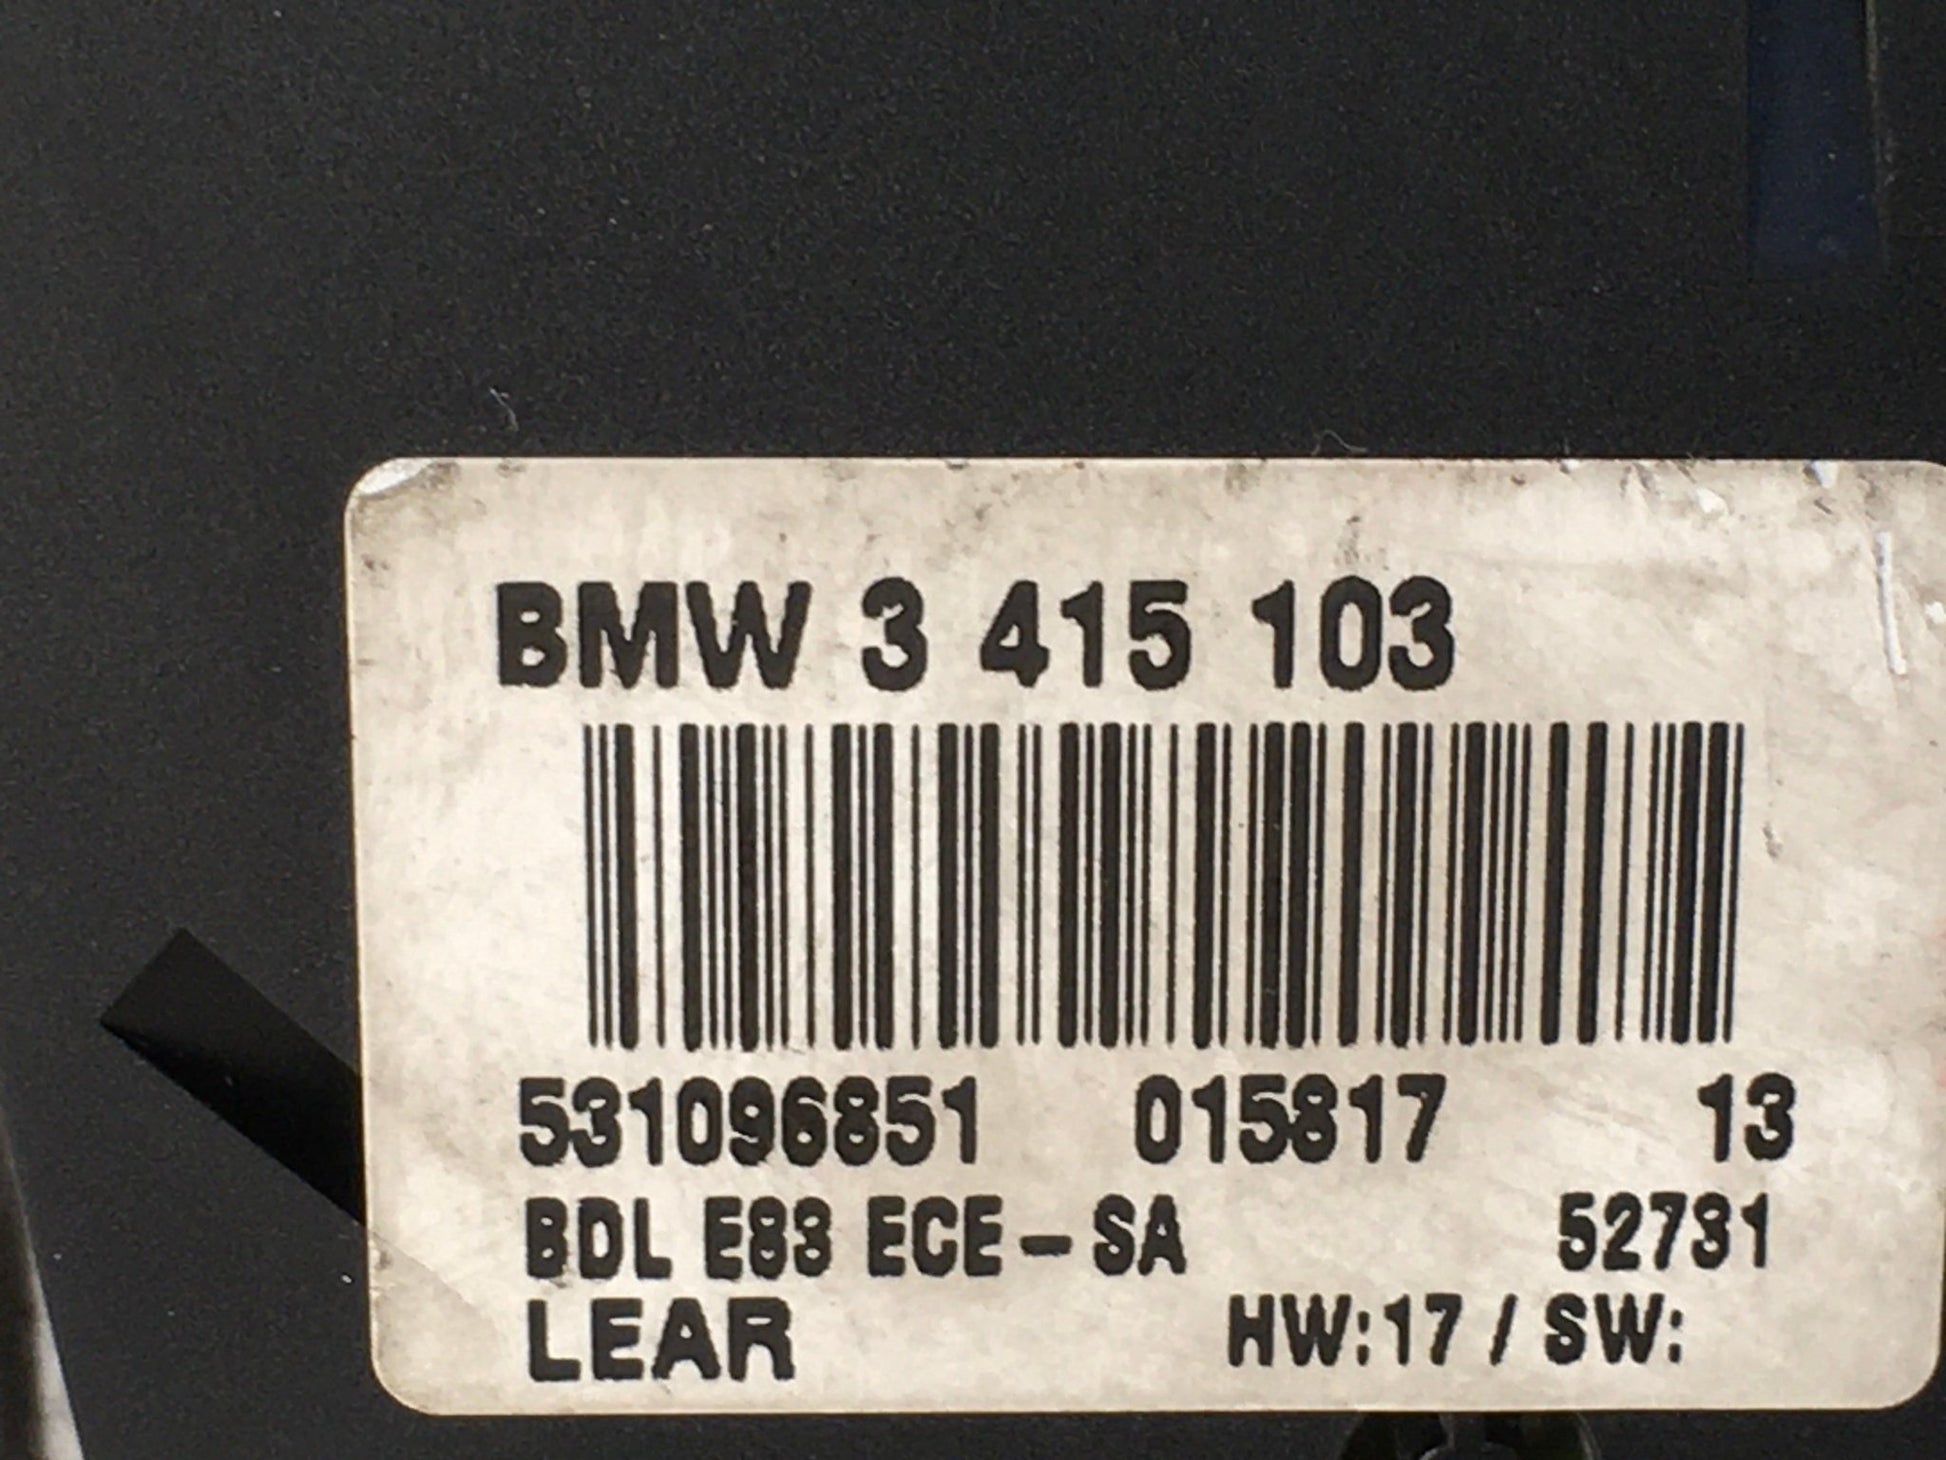 BMW 3 415 103
531096851 015817 13
BDL E83 ECE-SA 52731
LEAR HW:17 / SW: